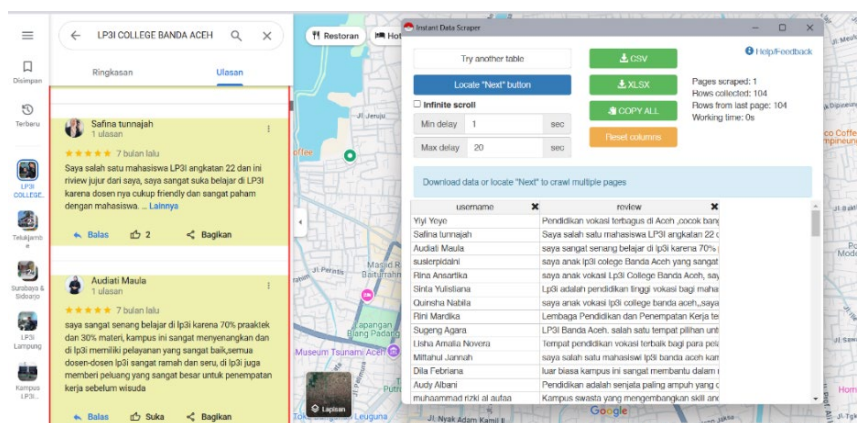 LP3I COLLEGE BANDA ACEH
Ringkasan
Ulasan
Disimpan
Terbaru
LP3I
COLLEGE...
Surabaya &
Sidoarjo
LP3I
Lampung
Kampus
LP3I...
Safina tunnajah
1 ulasan
7 bulan lalu
Saya salah satu mahasiswa LP3I angkatan 22 dan ini
riview jujur dari saya, saya sangat suka belajar di LP3I
karena dosen nya cukup friendly dan sangat paham
dengan mahasiswa. ... Lainnya
Balas
2
Bagikan
Audiati Maula
1 ulasan
7 bulan lalu
saya sangat senang belajar di lp3i karena 70% praaktek
dan 30% materi, kampus ini sangat menyenangkan dan
di lp3i memiliki pelayanan yang sangat baik,semua
dosen-dosen lp3i sangat ramah dan seru, di lp3i juga
memberi peluang yang sangat besar untuk penempatan
kerja sebelum wisuda
Balas
Suka
Bagikan
Restoran
Hot
Jl. Jeruju
Jl. Perintis
Masjid R
Baiturrahm
Lapangan
Blang Padang
Museum Tsunami Aceh
Lapisan
Jl. Nyak Adam Kamil II
Google
Instant Data Scraper
Try another table
Locate "Next" button
Infinite scroll
Min delay 1 sec
Max delay 20 sec
CSV
XLSX
COPY ALL
Reset columns
Help/Feedback
Pages scraped: 1
Rows collected: 104
Rows from last page: 104
Working time: 0s
Download data or locate "Next" to crawl multiple pages
username review
Yiyi Yeye Pendidikan vokasi terbagus di Aceh ,cocok bang
Safina tunnajah Saya salah satu mahasiswa LP3I angkatan 22 d
Audiati Maula saya sangat senang belajar di lp3i karena 70%
susierpidaini saya anak lp3i colege Banda Aceh yang sangat
Rina Ansartika saya anak vokasi Lp3i College Banda Aceh, say
Sinta Yulistiana Lp3i adalah pendidikan tinggi vokasi bagi maha
Quinsha Nabila saya anak vokasi lp3i college banda aceh,,saya
Rini Mardika Lembaga Pendidikan dan Penempatan Kerja te
Sugeng Agara LP3I Banda Aceh. salah satu tempat pilihan unt
Lisha Amalia Novera Tempat pendidikan vokasi terbaik bagi para pela
Miftahul Jannah saya salah satu mahasiswi lp3i banda aceh kam
Dila Febriana luar biasa kampus ini sangat membantu dalam
Audy Albani Pendidikan adalah senjata paling ampuh yang
muhaammad rizki al aufaa Kampus swasta yang mengembangkan skill an